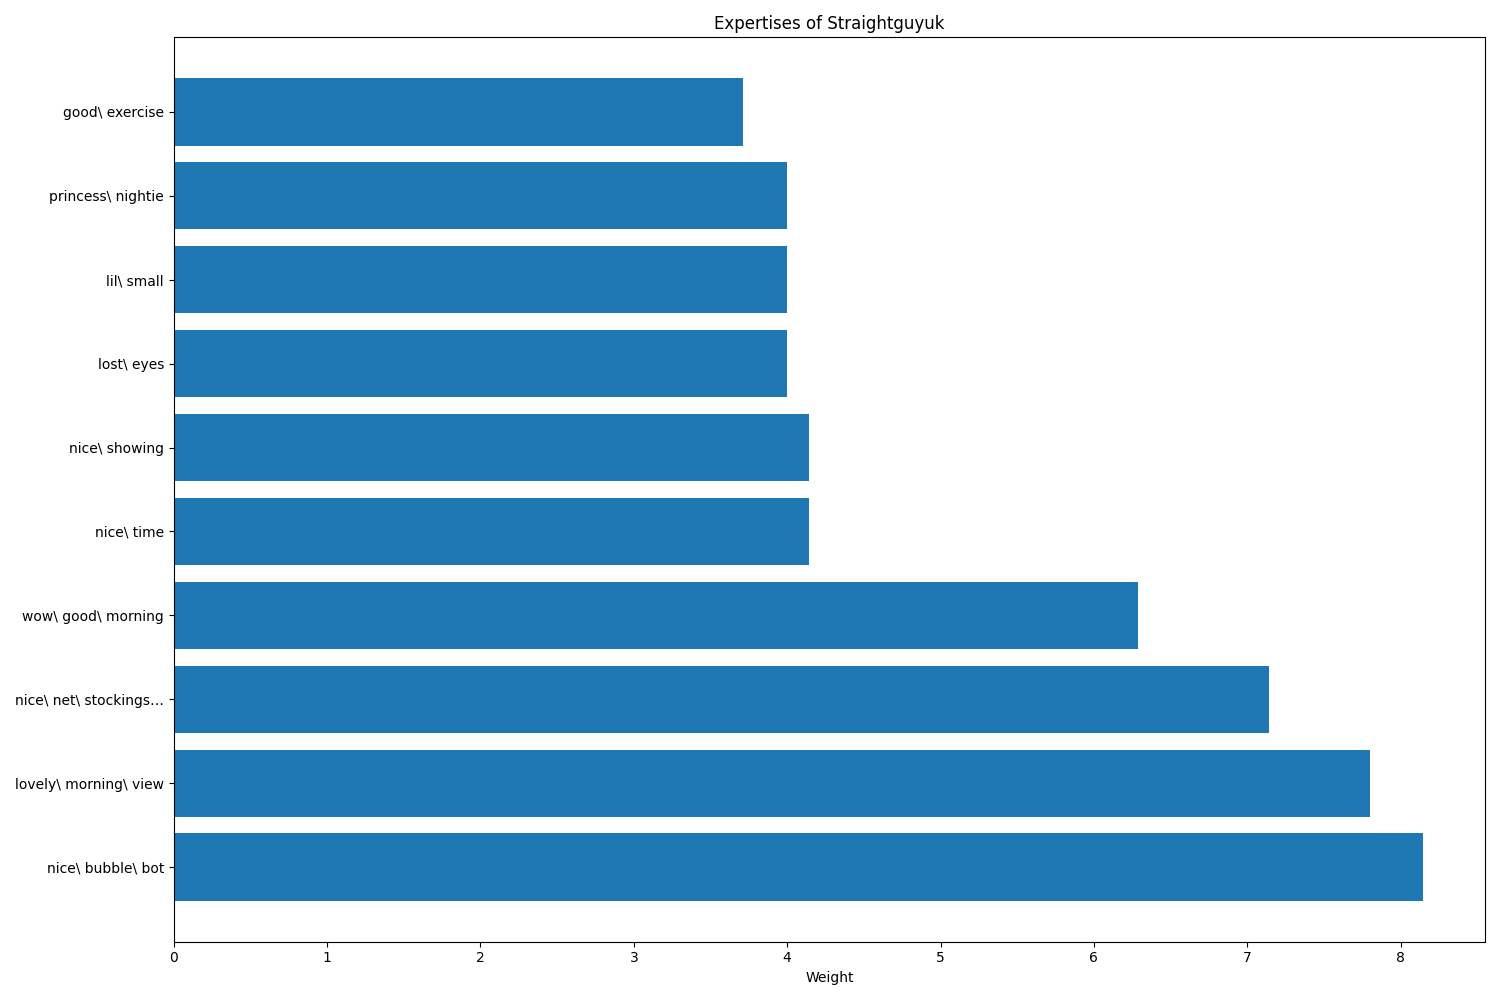 Expertises of Straightguyuk
good\ exercise
princess\ nightie
lil\ small
lost\ eyes
nice\ showing
nice\ time
wow\ good\ morning
nice\ net\ stockings...
lovely\ morning\ view
nice\ bubble\ bot
0 1 2 3 4 5 6 7 8
Weight